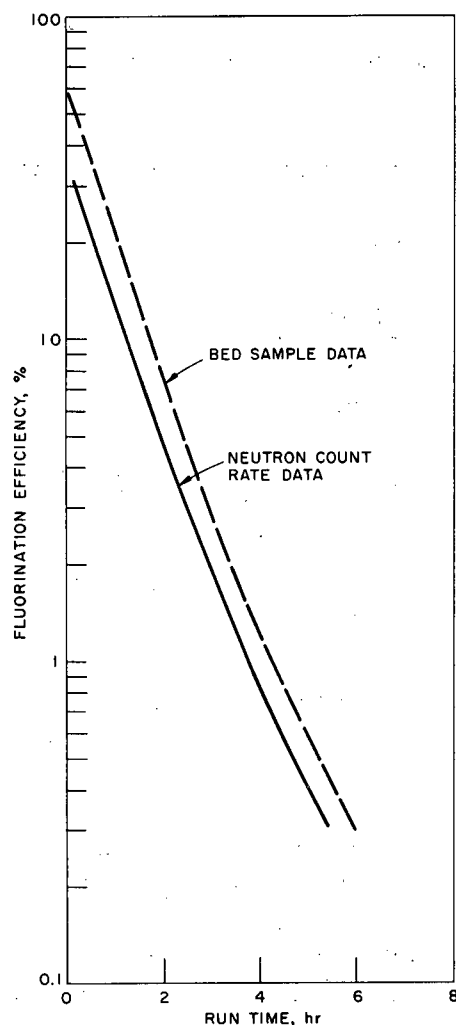 100
10
1
0.1
FLUORINATION EFFICIENCY, %
BED SAMPLE DATA
NEUTRON COUNT
RATE DATA
0 2 4 6 8
RUN TIME, hr